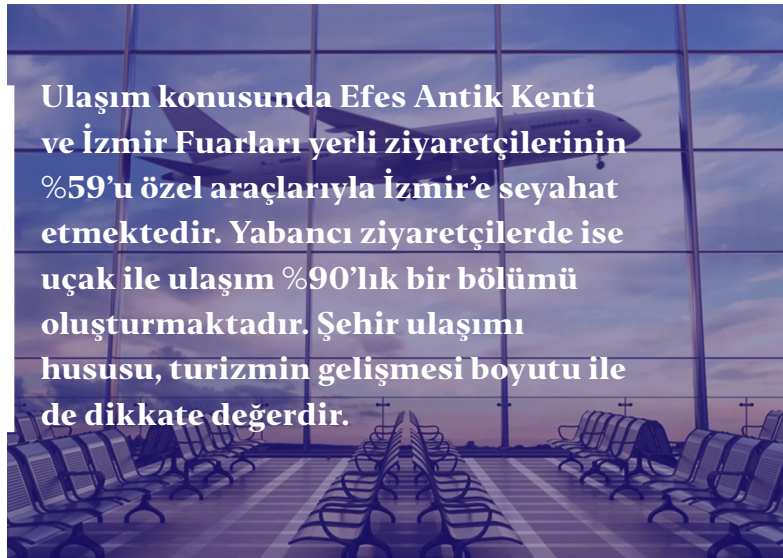 Ulaşım konusunda Efes Antik Kenti
ve İzmir Fuarları yerli ziyaretçilerinin
%59’u özel araçlarıyla İzmir’e seyahat
etmektedir. Yabancı ziyaretçilerde ise
uçak ile ulaşım %90’lık bir bölümü
oluşturmaktadır. Şehir ulaşımı
hususu, turizmin gelişmesi boyutu ile
de dikkate değerdir.